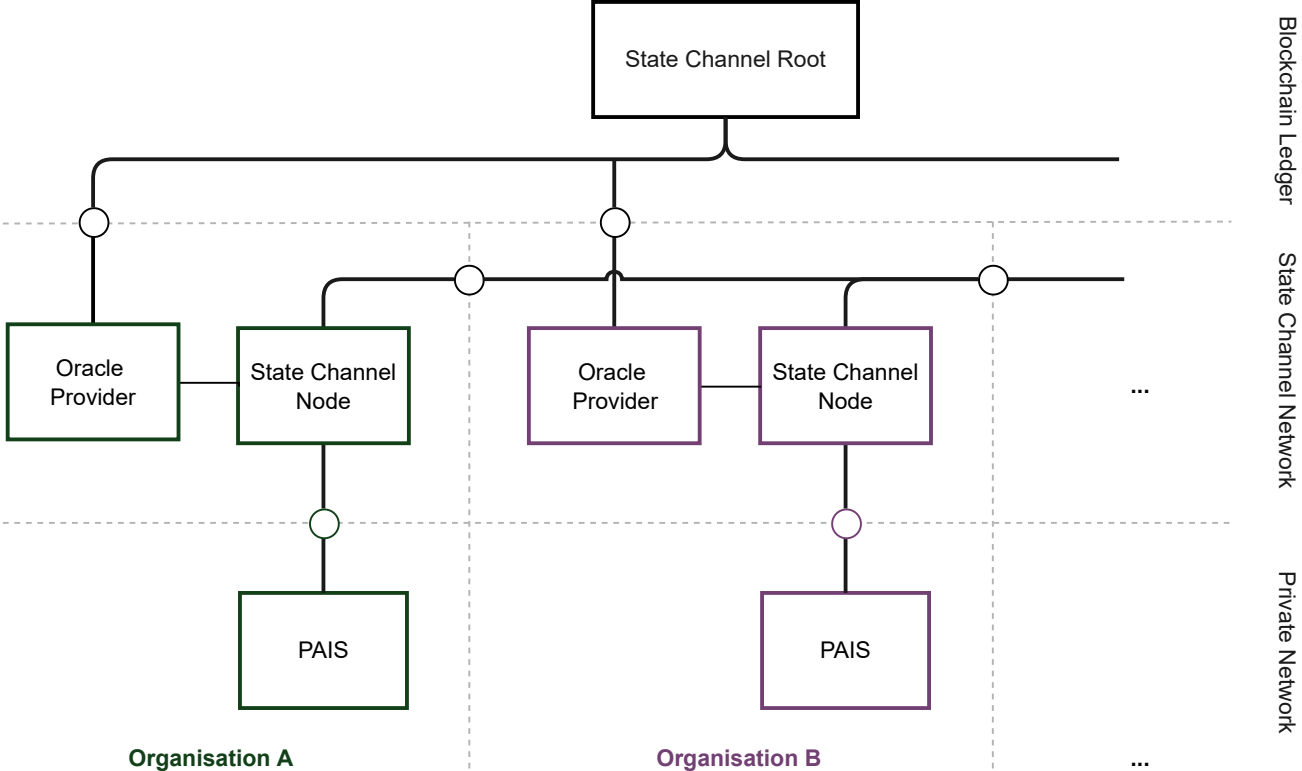 State Channel Root
Blockchain Ledger
Oracle
Provider
State Channel
Node
Oracle
Provider
State Channel
Node
...
State Channel Network
PAIS
PAIS
Private Network
Organisation A
Organisation B
...